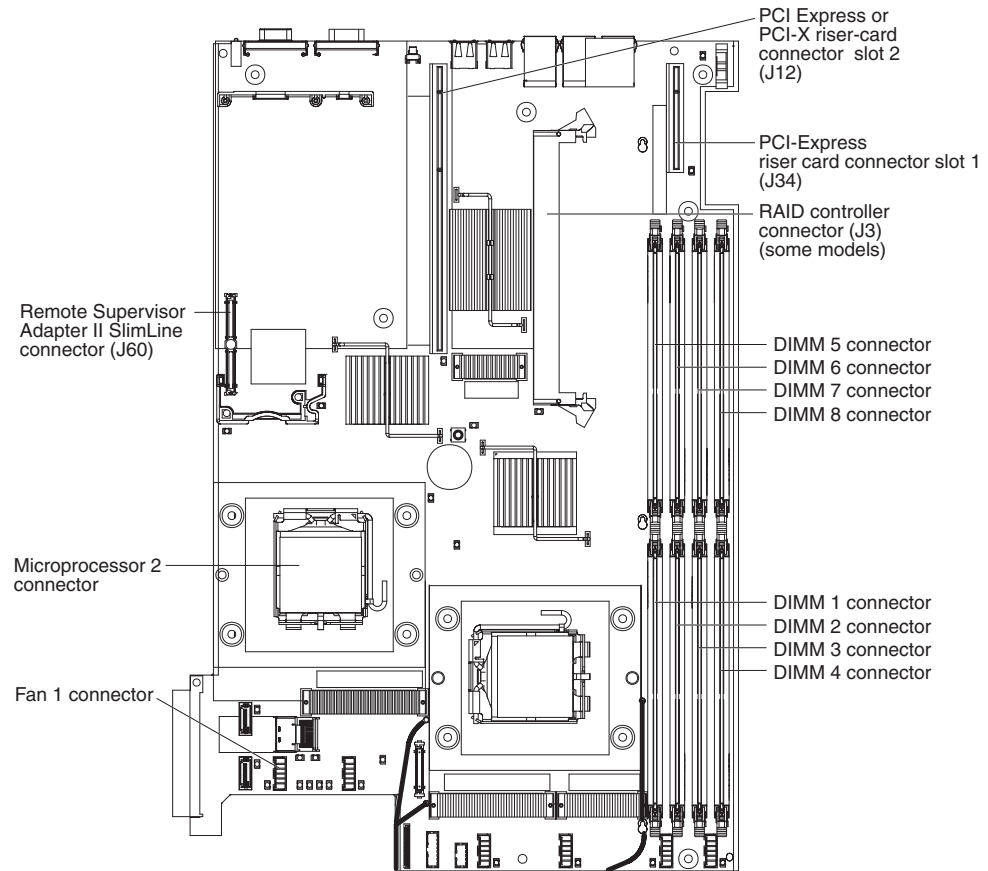 PCI Express or
PCI-X riser-card
connector slot 2
(J12)
PCI-Express
riser card connector slot 1
(J34)
RAID controller
connector (J3)
(some models)
Remote Supervisor
Adapter II SlimLine
connector (J60)
DIMM 5 connector
DIMM 6 connector
DIMM 7 connector
DIMM 8 connector
Microprocessor 2
connector
DIMM 1 connector
DIMM 2 connector
DIMM 3 connector
DIMM 4 connector
Fan 1 connector